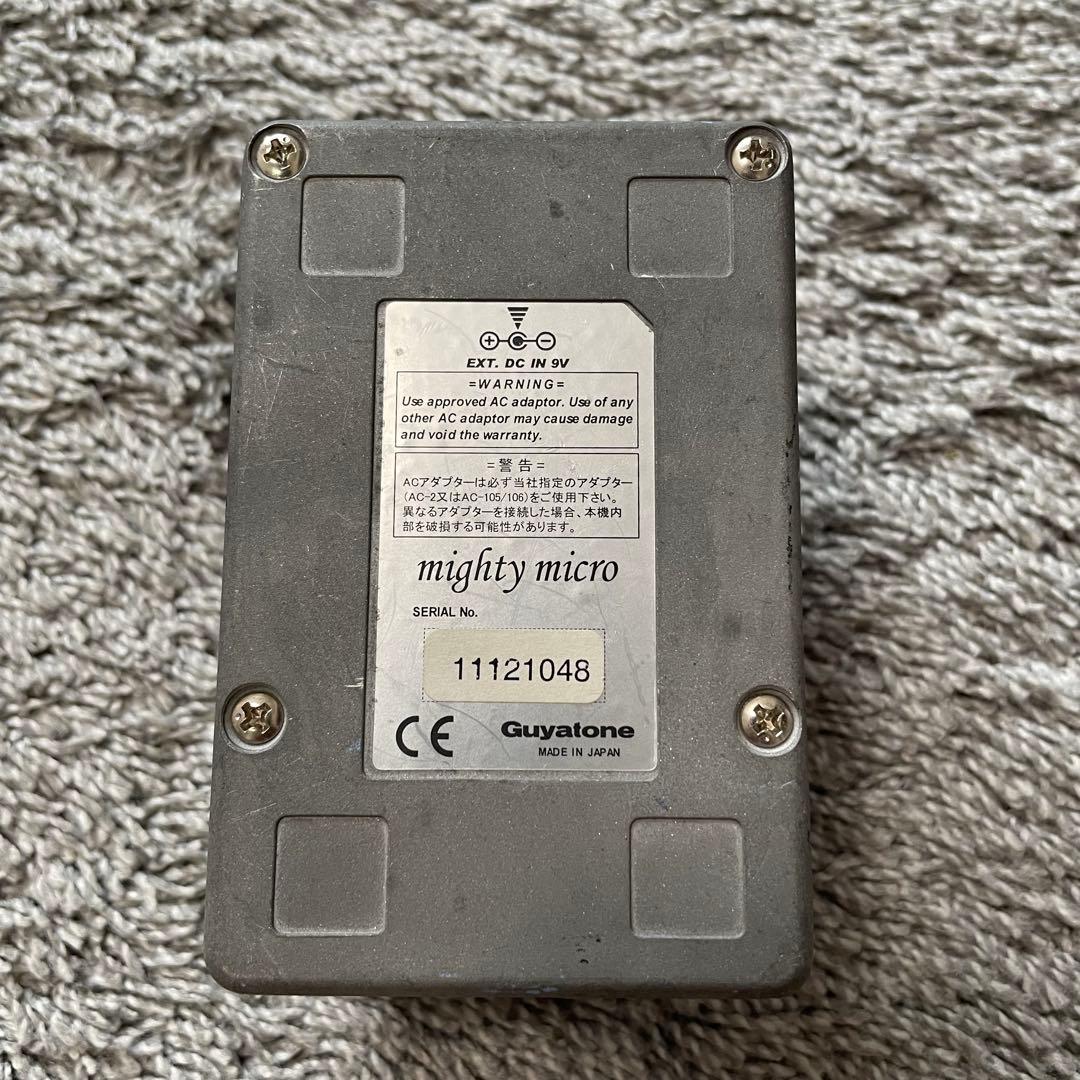 EXT. DC IN 9V
=WARNING=
Use approved AC adaptor. Use of any
other AC adaptor may cause damage
and void the warranty.
=警告=
ACアダプターは必ず当社指定のアダプター
(AC-2又はAC-105/106)をご使用下さい。
異なるアダプターを接続した場合、本機内
部を破損する可能性があります。
mighty micro
SERIAL No.
11121048
CE Guyatone
MADE IN JAPAN